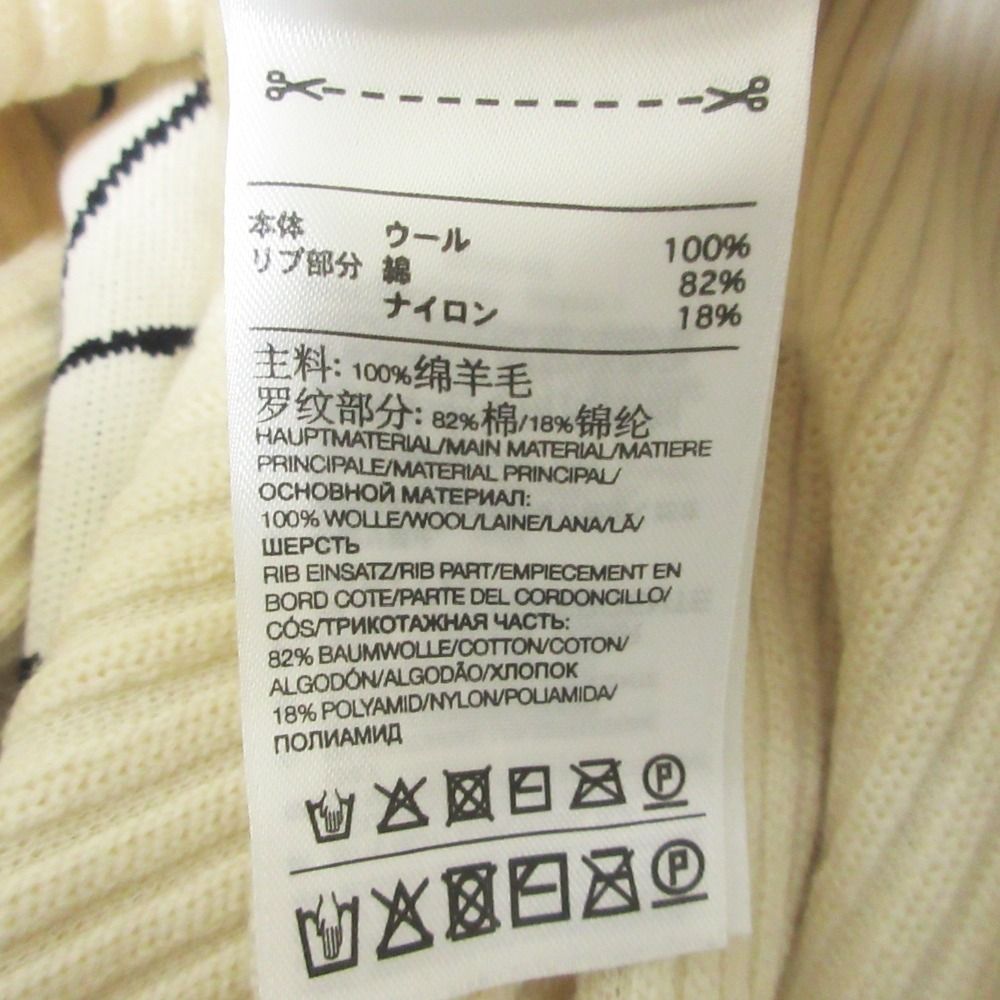 本体 ウール 100%
リブ部分 綿 82%
ナイロン 18%
主料: 100%绵羊毛
罗纹部分: 82%棉/18%锦纶
HAUPTMATERIAL/MAIN MATERIAL/MATIERE
PRINCIPALE/MATERIAL PRINCIPAL/
ОСНОВНОЙ МАТЕРИАЛ:
100% WOLLE/WOOL/LAINE/LANA/LÃ/
ШЕРСТЬ
RIB EINSATZ/RIB PART/EMPIECEMENT EN
BORD COTE/PARTE DEL CORDONCILLO/
CÓS/ТРИКОТАЖНАЯ ЧАСТЬ:
82% BAUMWOLLE/COTTON/COTON/
ALGODÓN/ALGODÃO/ХЛОПОК
18% POLYAMID/NYLON/POLIAMIDA/
ПОЛИАМИД
P
P